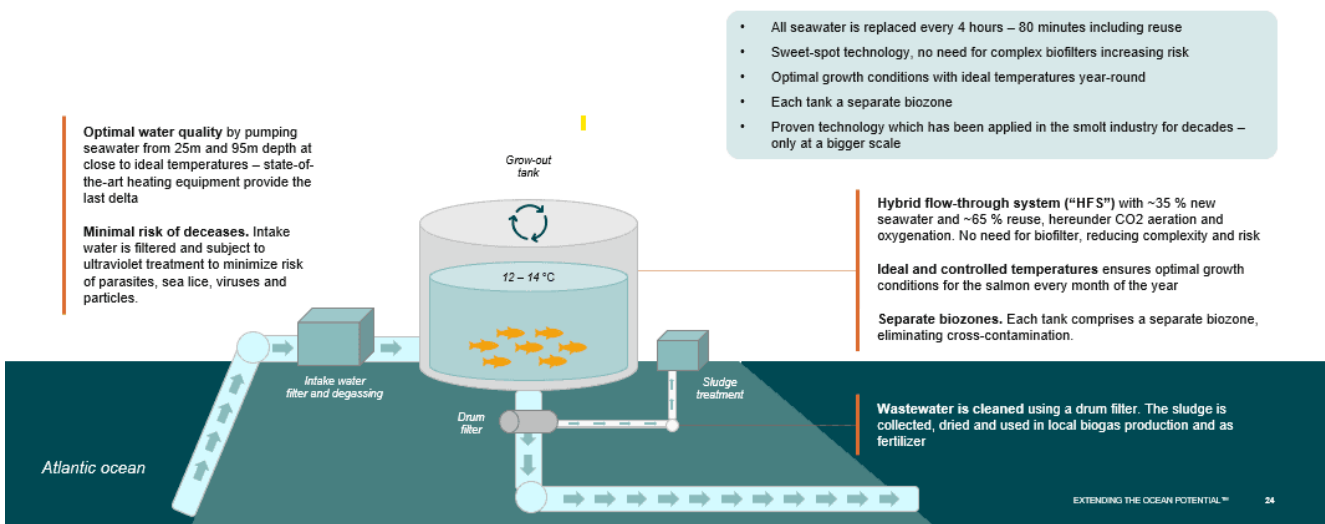 • All seawater is replaced every 4 hours – 80 minutes including reuse
• Sweet-spot technology, no need for complex biofilters increasing risk
• Optimal growth conditions with ideal temperatures year-round
• Each tank a separate biozone
• Proven technology which has been applied in the smolt industry for decades –
only at a bigger scale
Optimal water quality by pumping
seawater from 25m and 95m depth at
close to ideal temperatures – state-of-
the-art heating equipment provide the
last delta
Minimal risk of deceases. Intake
water is filtered and subject to
ultraviolet treatment to minimize risk
of parasites, sea lice, viruses and
particles.
Grow-out
tank
12 – 14 °C
Hybrid flow-through system (“HFS”) with ~35 % new
seawater and ~65 % reuse, hereunder CO2 aeration and
oxygenation. No need for biofilter, reducing complexity and risk
Ideal and controlled temperatures ensures optimal growth
conditions for the salmon every month of the year
Separate biozones. Each tank comprises a separate biozone,
eliminating cross-contamination.
Intake water
filter and degassing
Sludge
treatment
Drum
filter
Wastewater is cleaned using a drum filter. The sludge is
collected, dried and used in local biogas production and as
fertilizer
Atlantic ocean
EXTENDING THE OCEAN POTENTIAL™ 24